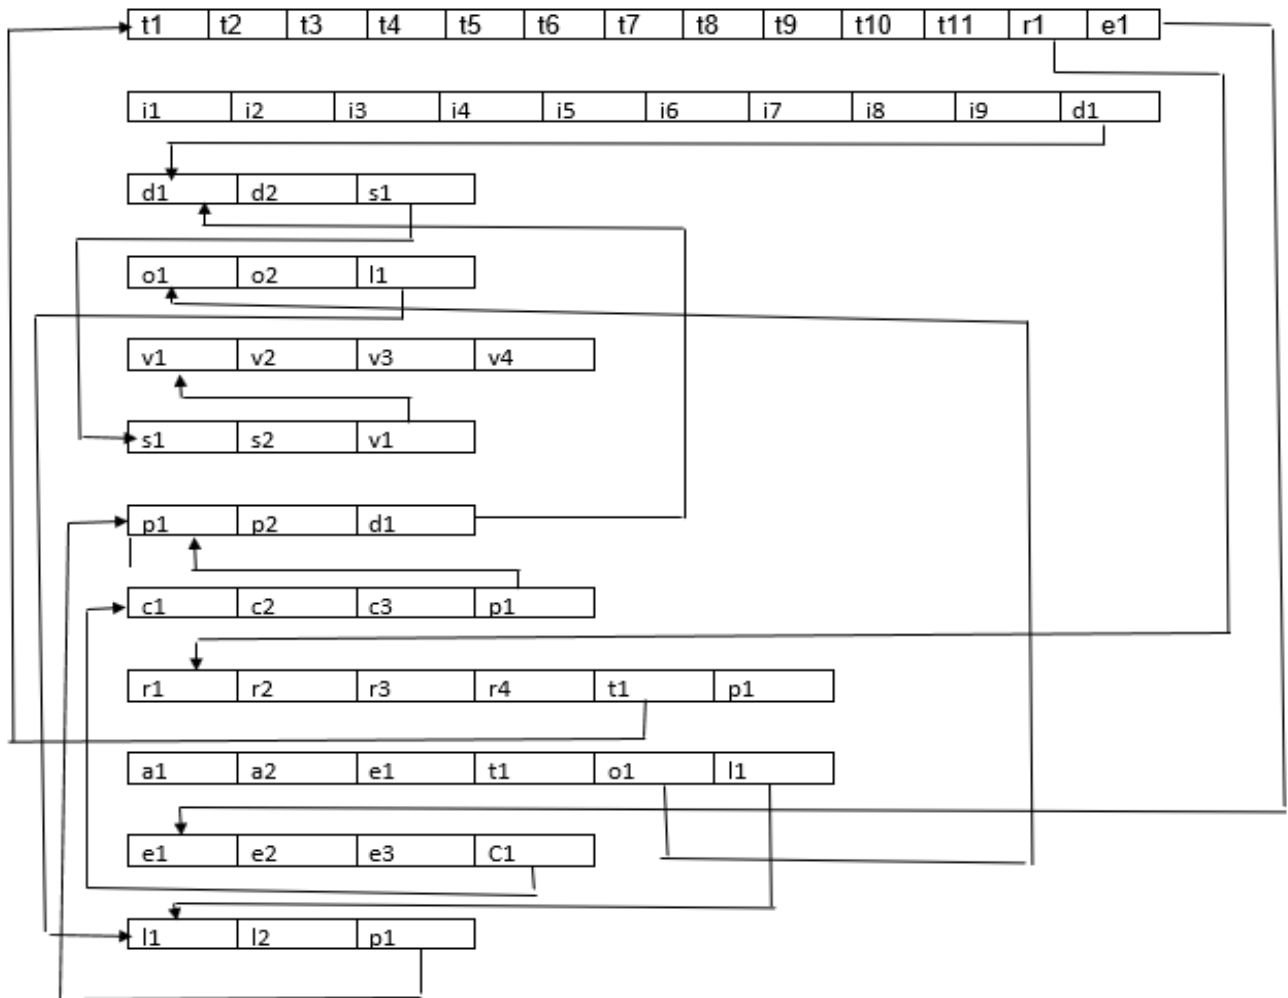 t1 t2 t3 t4 t5 t6 t7 t8 t9 t10 t11 r1 e1
i1 i2 i3 i4 i5 i6 i7 i8 i9 d1
d1 d2 s1
o1 o2 l1
v1 v2 v3 v4
s1 s2 v1
p1 p2 d1
c1 c2 c3 p1
r1 r2 r3 r4 t1 p1
a1 a2 e1 t1 o1 l1
e1 e2 e3 C1
l1 l2 p1